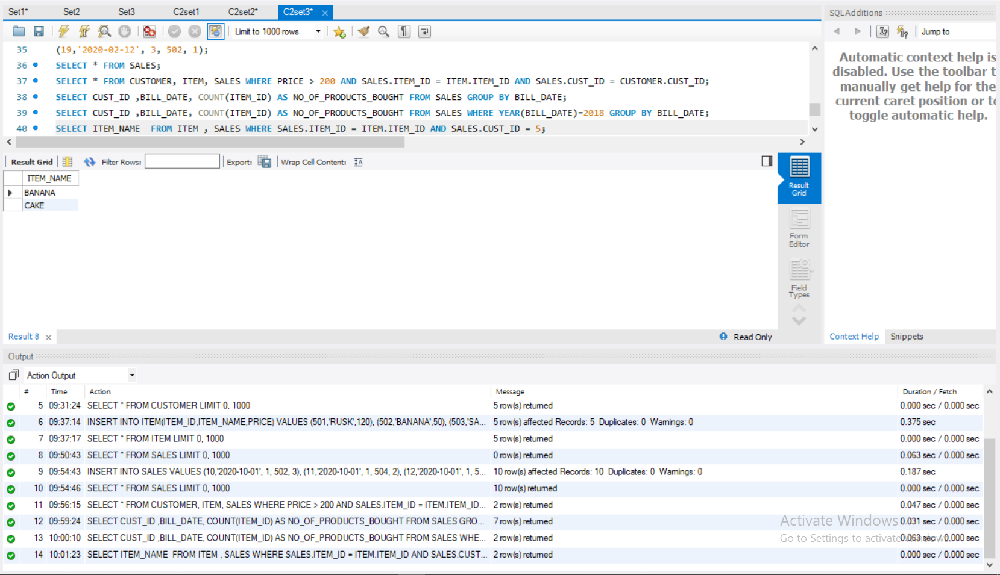 Set1* Set2 Set3 C2set1 C2set2* C2set3*
Limit to 1000 rows
35 (19,'2020-02-12', 3, 502, 1);
36 SELECT * FROM SALES;
37 SELECT * FROM CUSTOMER, ITEM, SALES WHERE PRICE > 200 AND SALES.ITEM_ID = ITEM.ITEM_ID AND SALES.CUST_ID = CUSTOMER.CUST_ID;
38 SELECT CUST_ID ,BILL_DATE, COUNT(ITEM_ID) AS NO_OF_PRODUCTS_BOUGHT FROM SALES GROUP BY BILL_DATE;
39 SELECT CUST_ID ,BILL_DATE, COUNT(ITEM_ID) AS NO_OF_PRODUCTS_BOUGHT FROM SALES WHERE YEAR(BILL_DATE)=2018 GROUP BY BILL_DATE;
40 SELECT ITEM_NAME  FROM ITEM , SALES WHERE SALES.ITEM_ID = ITEM.ITEM_ID AND SALES.CUST_ID = 5;
Result Grid Filter Rows: Export: Wrap Cell Content:
ITEM_NAME
BANANA
CAKE
Result
Grid
Form
Editor
Field
Types
Result 8 Read Only
SQLAdditions
Jump to
Automatic context help is
disabled. Use the toolbar t
manually get help for the
current caret position or to
toggle automatic help.
Context Help Snippets
Output
Action Output
# Time Action Message Duration / Fetch
5 09:31:24 SELECT * FROM CUSTOMER LIMIT 0, 1000 5 row(s) returned 0.000 sec / 0.000 sec
6 09:37:14 INSERT INTO ITEM(ITEM_ID,ITEM_NAME,PRICE) VALUES (501,'RUSK',120), (502,'BANANA',50), (503,'SA... 5 row(s) affected Records: 5 Duplicates: 0 Warnings: 0 0.375 sec
7 09:37:17 SELECT * FROM ITEM LIMIT 0, 1000 5 row(s) returned 0.000 sec / 0.000 sec
8 09:50:43 SELECT * FROM SALES LIMIT 0, 1000 0 row(s) returned 0.063 sec / 0.000 sec
9 09:54:43 INSERT INTO SALES VALUES (10,'2020-10-01', 1, 502, 3), (11,'2020-10-01', 1, 504, 2), (12,'2020-10-01', 1, 5... 10 row(s) affected Records: 10 Duplicates: 0 Warnings: 0 0.187 sec
10 09:54:46 SELECT * FROM SALES LIMIT 0, 1000 10 row(s) returned 0.000 sec / 0.000 sec
11 09:56:15 SELECT * FROM CUSTOMER, ITEM, SALES WHERE PRICE > 200 AND SALES.ITEM_ID = ITEM.ITEM_ID... 2 row(s) returned 0.047 sec / 0.000 sec
12 09:59:24 SELECT CUST_ID ,BILL_DATE, COUNT(ITEM_ID) AS NO_OF_PRODUCTS_BOUGHT FROM SALES GRO... 7 row(s) returned 0.031 sec / 0.000 sec
13 10:00:10 SELECT CUST_ID ,BILL_DATE, COUNT(ITEM_ID) AS NO_OF_PRODUCTS_BOUGHT FROM SALES WHE... 2 row(s) returned 0.063 sec / 0.000 sec
14 10:01:23 SELECT ITEM_NAME  FROM ITEM , SALES WHERE SALES.ITEM_ID = ITEM.ITEM_ID AND SALES.CUST... 2 row(s) returned 0.000 sec / 0.000 sec
Activate Windows
Go to Settings to activate Windows.